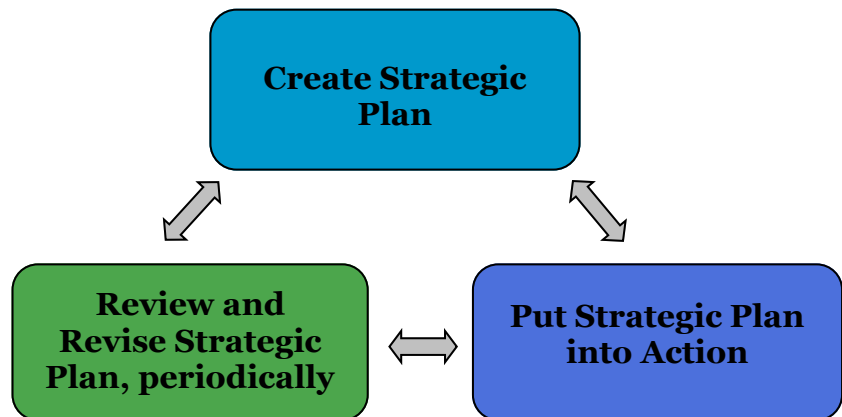 Create Strategic
Plan
Review and
Revise Strategic
Plan, periodically
Put Strategic Plan
into Action